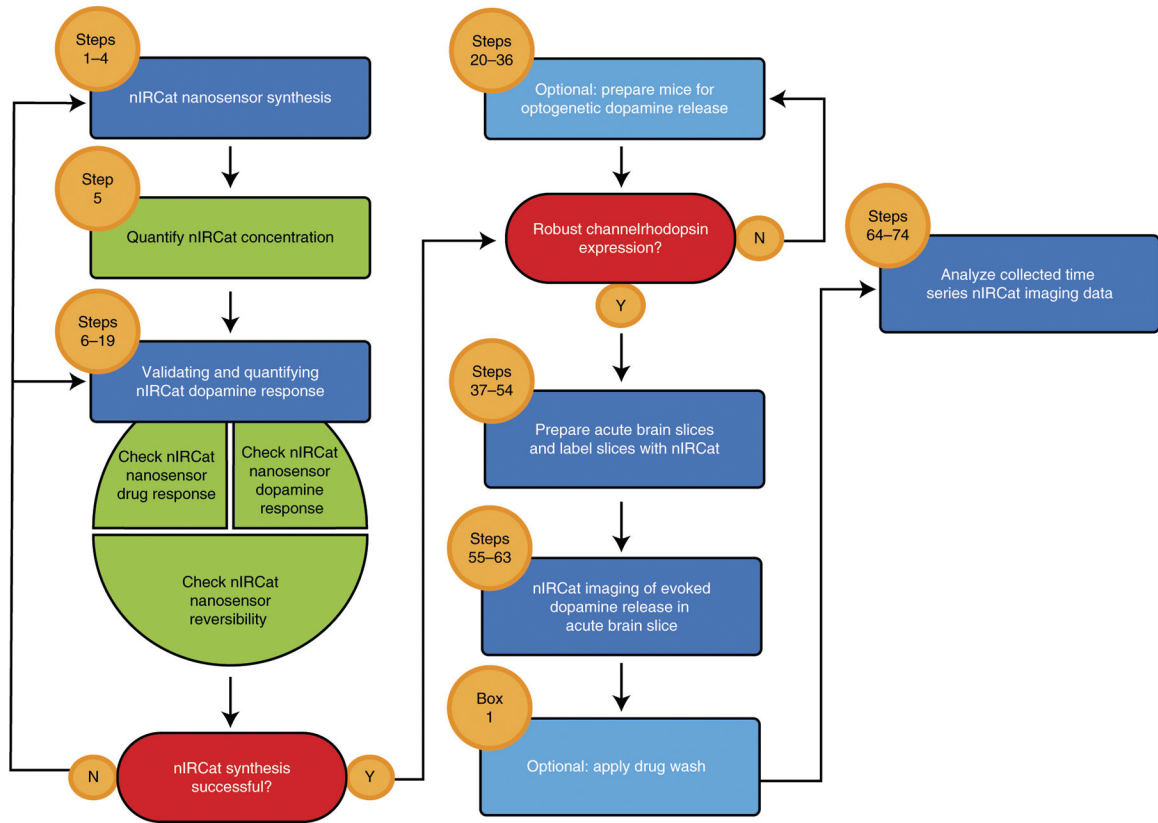 Steps
1–4
nIRCat nanosensor synthesis
Step
5
Quantify nIRCat concentration
Steps
6–19
Validating and quantifying
nIRCat dopamine response
Check nIRCat
nanosensor
drug response
Check nIRCat
nanosensor
dopamine
response
Check nIRCat
nanosensor
reversibility
N
nIRCat synthesis
successful?
Y
Steps
20–36
Optional: prepare mice for
optogenetic dopamine release
Robust channelrhodopsin
expression?
N
Y
Steps
37–54
Prepare acute brain slices
and label slices with nIRCat
Steps
55–63
nIRCat imaging of evoked
dopamine release in
acute brain slice
Box
1
Optional: apply drug wash
Steps
64–74
Analyze collected time
series nIRCat imaging data